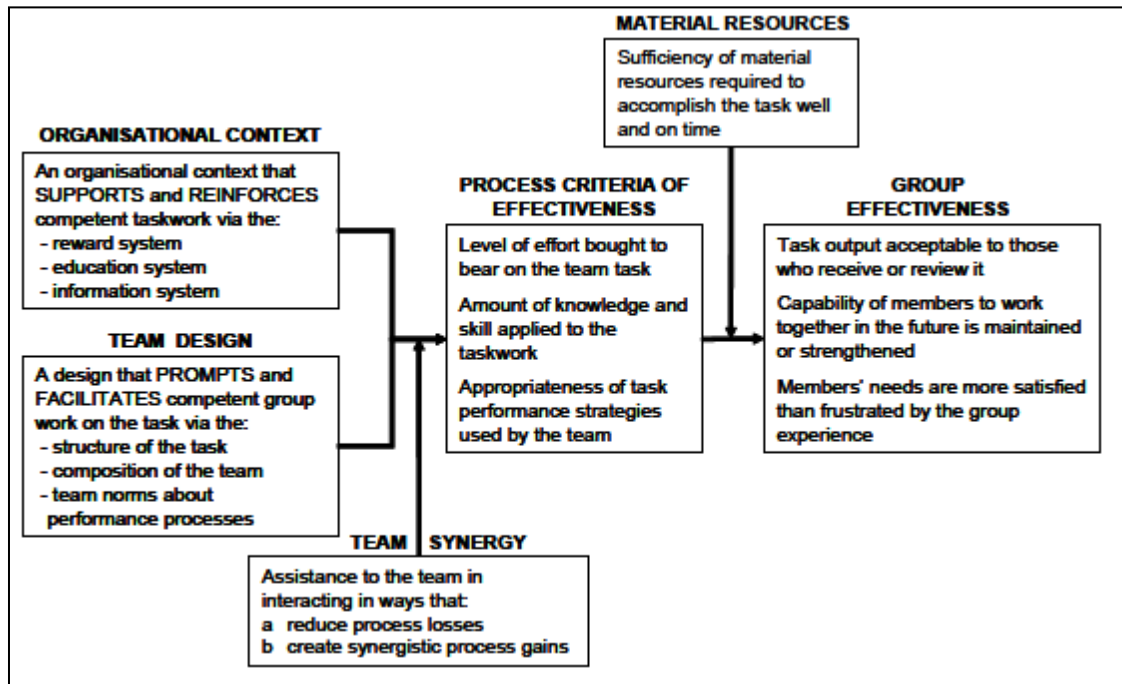 MATERIAL RESOURCES
Sufficiency of material
resources required to
accomplish the task well
and on time
ORGANISATIONAL CONTEXT
An organisational context that
SUPPORTS and REINFORCES
competent taskwork via the:
- reward system
- education system
- information system
TEAM DESIGN
A design that PROMPTS and
FACILITATES competent group
work on the task via the:
- structure of the task
- composition of the team
- team norms about
performance processes
TEAM SYNERGY
Assistance to the team in
interacting in ways that:
a reduce process losses
b create synergistic process gains
PROCESS CRITERIA OF
EFFECTIVENESS
Level of effort bought to
bear on the team task
Amount of knowledge and
skill applied to the
taskwork
Appropriateness of task
performance strategies
used by the team
GROUP
EFFECTIVENESS
Task output acceptable to those
who receive or review it
Capability of members to work
together in the future is maintained
or strengthened
Members' needs are more satisfied
than frustrated by the group
experience